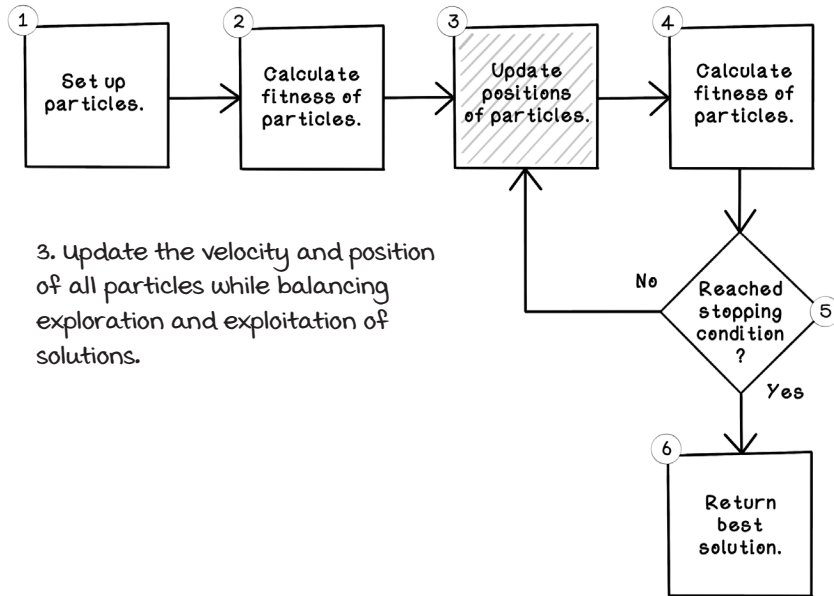 1
Set up
particles.
2
Calculate
fitness of
particles.
3
Update
positions
of particles.
4
Calculate
fitness of
particles.
3. Update the velocity and position
of all particles while balancing
exploration and exploitation of
solutions.
No
Reached
stopping
condition
?
5
Yes
6
Return
best
solution.